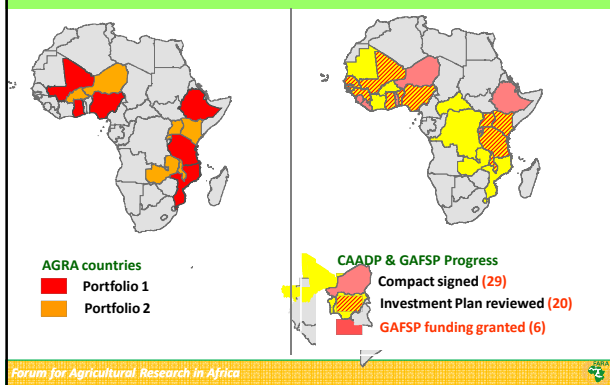 AGRA countries
Portfolio 1
Portfolio 2
CAADP & GAFSP Progress
Compact signed (29)
Investment Plan reviewed (20)
GAFSP funding granted (6)
Forum for Agricultural Research in Africa
FARA